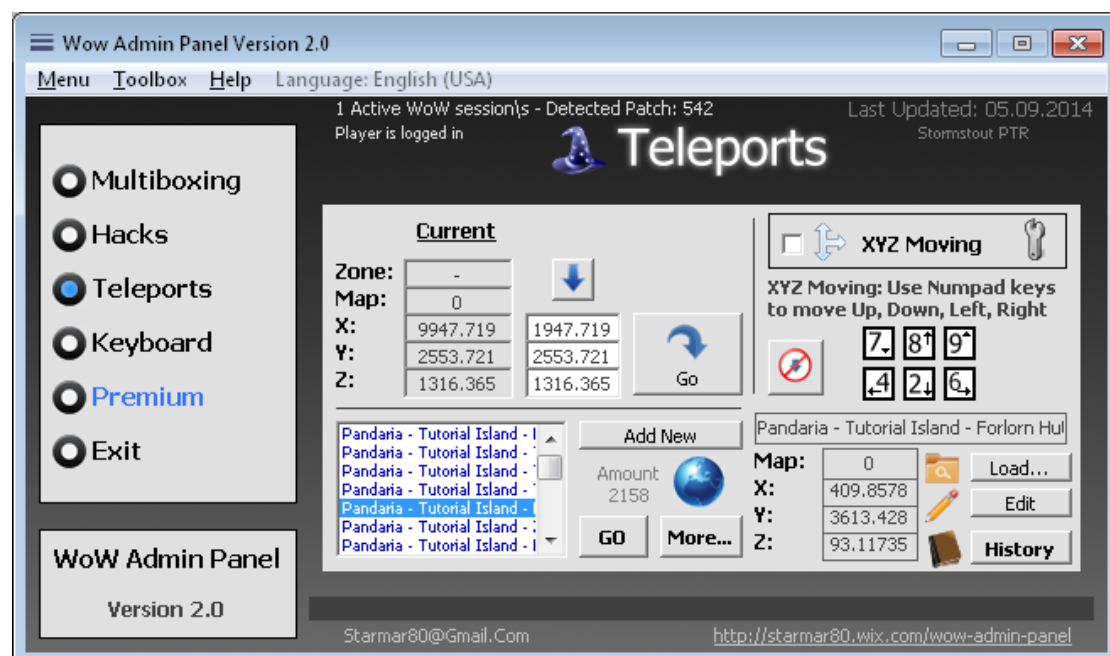 Wow Admin Panel Version 2.0
Menu Toolbox Help Language: English (USA)
1 Active WoW session\s - Detected Patch: 542
Last Updated: 05.09.2014
Player is logged in
Stormstout PTR
Teleports
Multiboxing
Hacks
Teleports
Keyboard
Premium
Exit
WoW Admin Panel
Version 2.0
Current
Zone: -
Map: 0
X: 9947.719 1947.719
Y: 2553.721 2553.721
Z: 1316.365 1316.365
Go
XYZ Moving
XYZ Moving: Use Numpad keys
to move Up, Down, Left, Right
7 8 9
4 2 6
Pandaria - Tutorial Island -
Pandaria - Tutorial Island -
Pandaria - Tutorial Island -
Pandaria - Tutorial Island -
Pandaria - Tutorial Island -
Pandaria - Tutorial Island -
Pandaria - Tutorial Island -
Add New
Amount
2158
GO More...
Pandaria - Tutorial Island - Forlorn Hu
Map: 0 Load...
X: 409.8578
Edit
Y: 3613.428
Z: 93.11735 History
Starmar80@Gmail.Com
http://starmar80.wix.com/wow-admin-panel